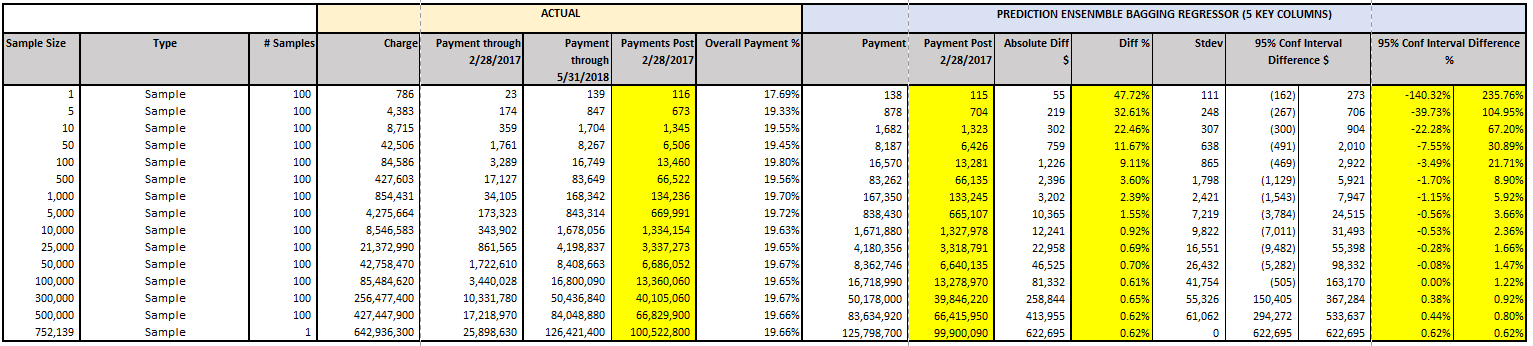 ACTUAL PREDICTION ENSENMBLE BAGGING REGRESSOR (5 KEY COLUMNS)
Sample Size Type # Samples Charge Payment through 2/28/2017 Payment through 5/31/2018 Payments Post 2/28/2017 Overall Payment % Payment Payment Post 2/28/2017 Absolute Diff $ Diff % Stdev 95% Conf Interval Difference $ 95% Conf Interval Difference %
1 Sample 100 786 23 139 116 17.69% 138 115 55 47.72% 111 (162) 273 -140.32% 235.76%
5 Sample 100 4,383 174 847 673 19.33% 878 704 219 32.61% 248 (267) 706 -39.73% 104.95%
10 Sample 100 8,715 359 1,704 1,345 19.55% 1,682 1,323 302 22.46% 307 (300) 904 -22.28% 67.20%
50 Sample 100 42,506 1,761 8,267 6,506 19.45% 8,187 6,426 759 11.67% 638 (491) 2,010 -7.55% 30.89%
100 Sample 100 84,586 3,289 16,749 13,460 19.80% 16,570 13,281 1,226 9.11% 865 (469) 2,922 -3.49% 21.71%
500 Sample 100 427,603 17,127 83,649 66,522 19.56% 83,262 66,135 2,396 3.60% 1,798 (1,129) 5,921 -1.70% 8.90%
1,000 Sample 100 854,431 34,105 168,342 134,236 19.70% 167,350 133,245 3,202 2.39% 2,421 (1,543) 7,947 -1.15% 5.92%
5,000 Sample 100 4,275,664 173,323 843,314 669,991 19.72% 838,430 665,107 10,365 1.55% 7,219 (3,784) 24,515 -0.56% 3.66%
10,000 Sample 100 8,546,583 343,902 1,678,056 1,334,154 19.63% 1,671,880 1,327,978 12,241 0.92% 9,822 (7,011) 31,493 -0.53% 2.36%
25,000 Sample 100 21,372,990 861,565 4,198,837 3,337,273 19.65% 4,180,356 3,318,791 22,958 0.69% 16,551 (9,482) 55,398 -0.28% 1.66%
50,000 Sample 100 42,758,470 1,722,610 8,408,663 6,686,052 19.67% 8,362,746 6,640,135 46,525 0.70% 26,432 (5,282) 98,332 -0.08% 1.47%
100,000 Sample 100 85,484,620 3,440,028 16,800,090 13,360,060 19.65% 16,718,990 13,278,970 81,332 0.61% 41,754 (505) 163,170 0.00% 1.22%
300,000 Sample 100 256,477,400 10,331,780 50,436,840 40,105,060 19.67% 50,178,000 39,846,220 258,844 0.65% 55,326 150,405 367,284 0.38% 0.92%
500,000 Sample 100 427,447,900 17,218,970 84,048,880 66,829,900 19.66% 83,634,920 66,415,950 413,955 0.62% 61,062 294,272 533,637 0.44% 0.80%
752,139 Sample 1 642,936,300 25,898,630 126,421,400 100,522,800 19.66% 125,798,700 99,900,090 622,695 0.62% 0 622,695 622,695 0.62% 0.62%